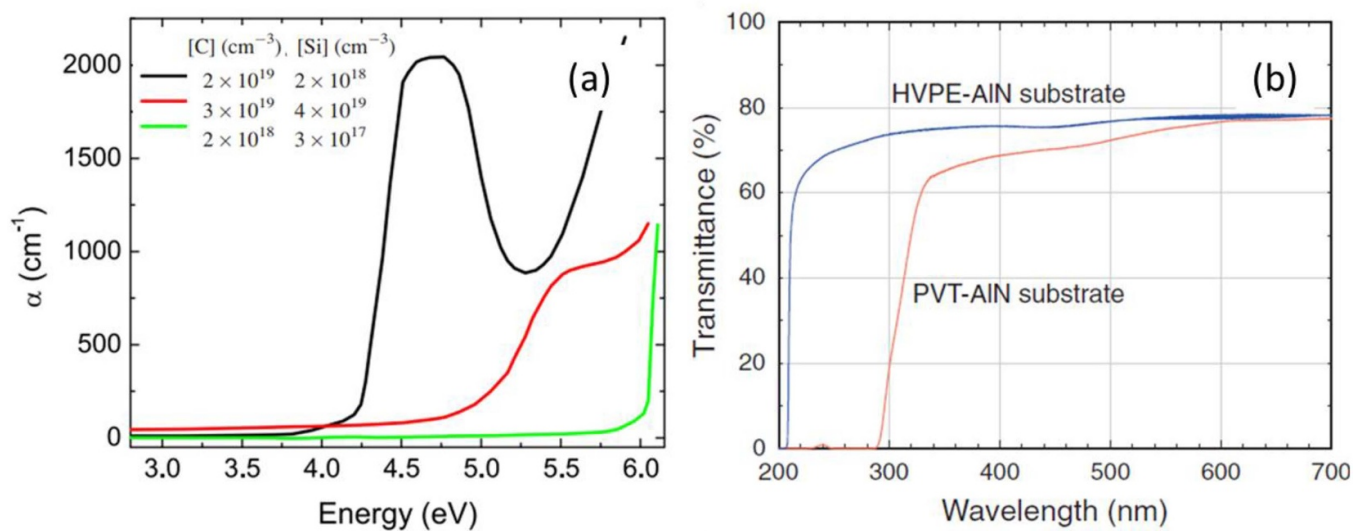 [C] (cm⁻³), [Si] (cm⁻³)
2 × 10¹⁹ 2 × 10¹⁸
3 × 10¹⁹ 4 × 10¹⁹
2 × 10¹⁸ 3 × 10¹⁷
(a)
2000
1500
1000
500
0
α (cm⁻¹)
3.0 3.5 4.0 4.5 5.0 5.5 6.0
Energy (eV)
(b)
HVPE-AlN substrate
PVT-AlN substrate
100
80
60
40
20
0
Transmittance (%)
200 300 400 500 600 700
Wavelength (nm)